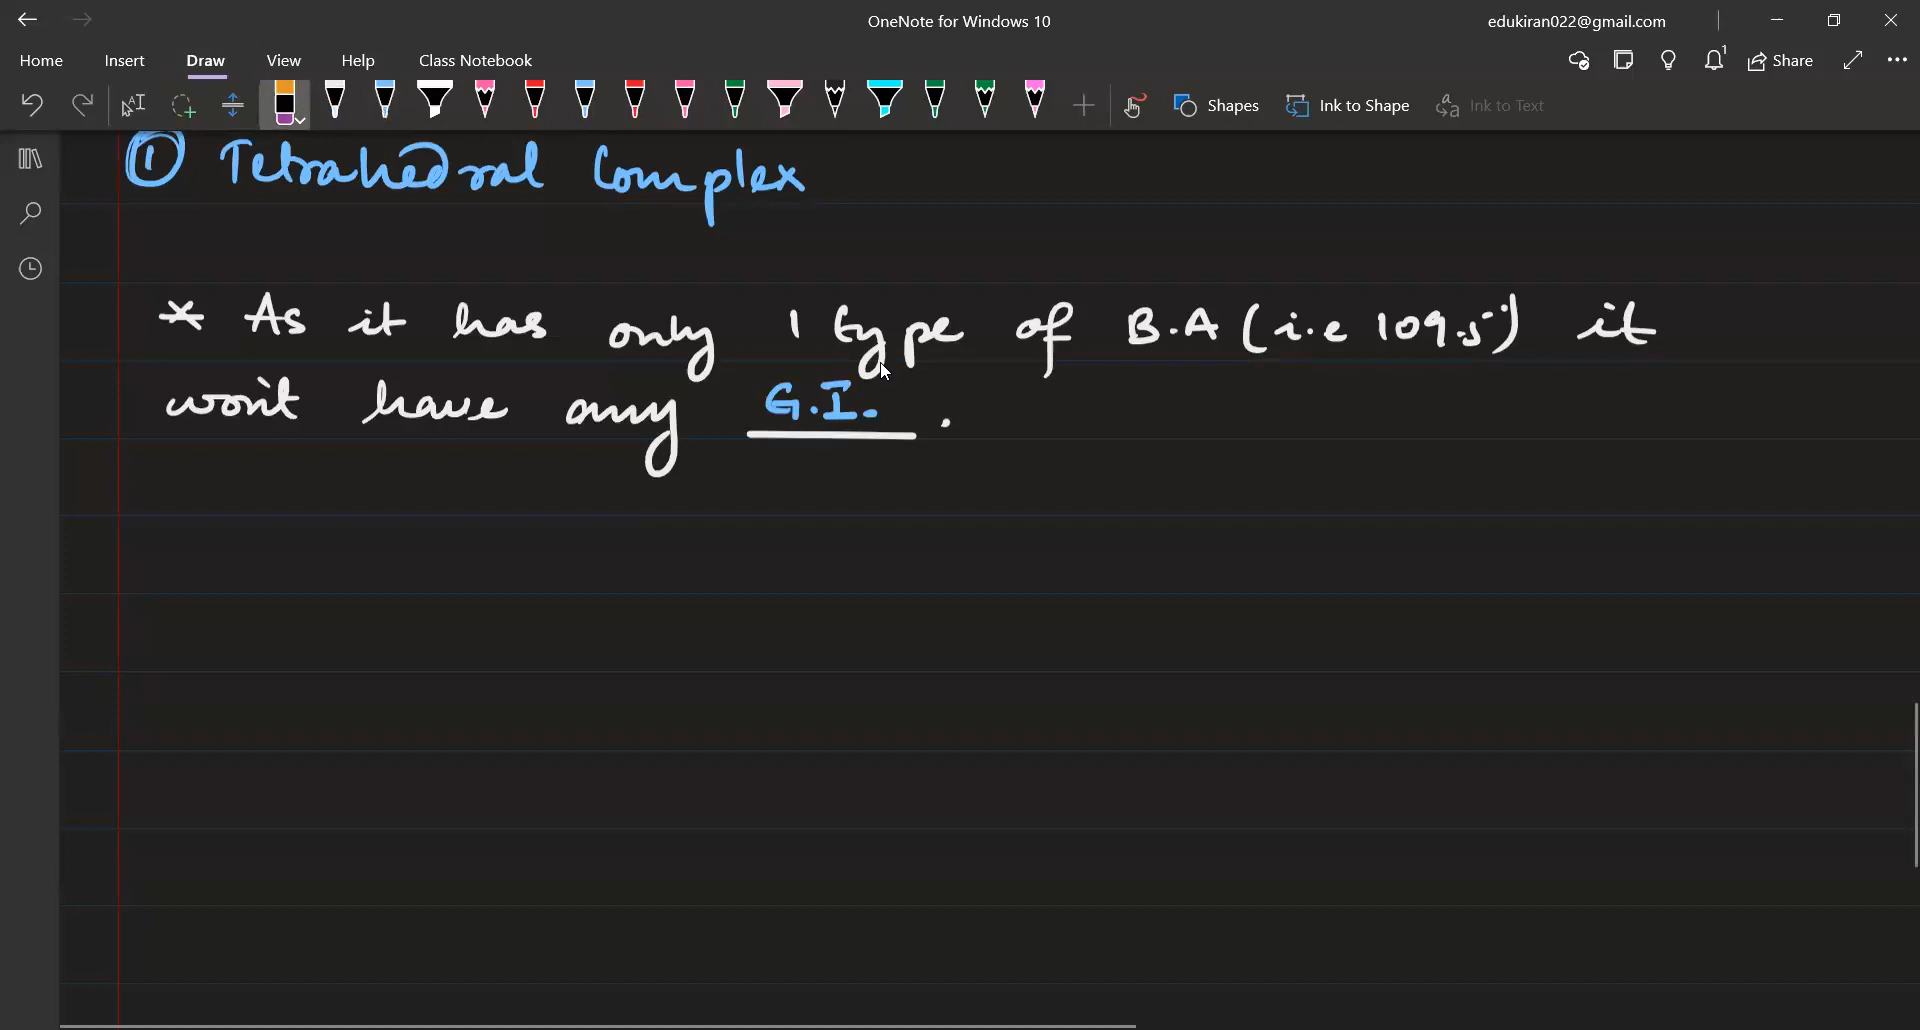 OneNote for Windows 10
edukiran022@gmail.com
Home Insert Draw View Help Class Notebook
1 Share
Shapes Ink to Shape Ink to Text
① Tetrahedral Complex
* As it has only 1 type of B.A (i.e 109.5°) it
won't have any G.I. .